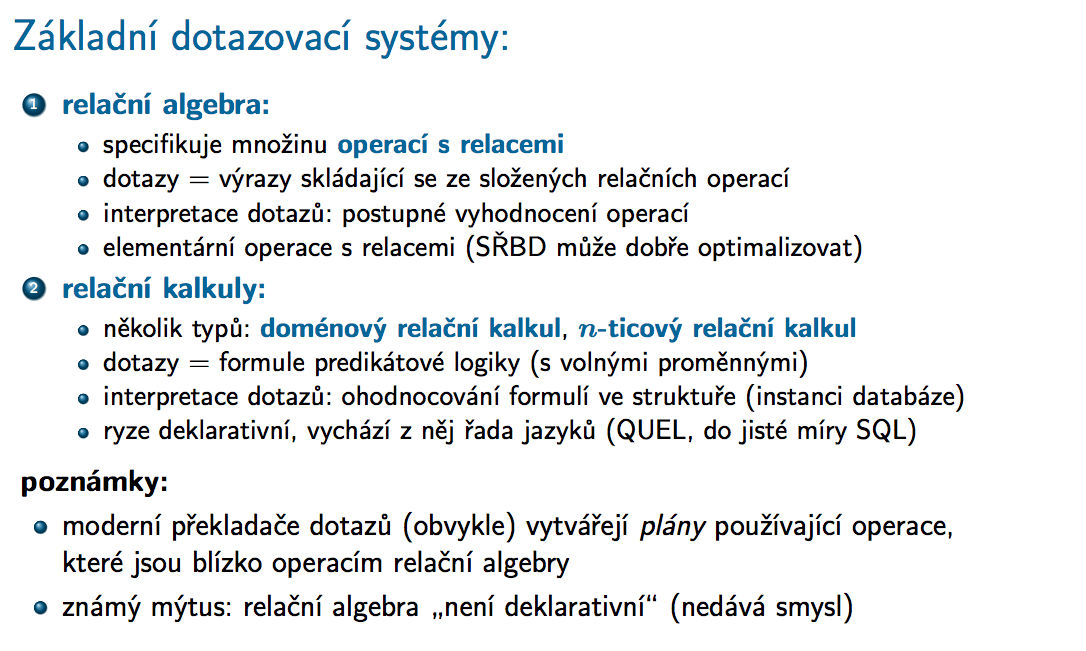 Základní dotazovací systémy:
1 relační algebra:
specifikuje množinu operací s relacemi
dotazy = výrazy skládající se ze složených relačních operací
interpretace dotazů: postupné vyhodnocení operací
elementární operace s relacemi (SŘBD může dobře optimalizovat)
2 relační kalkuly:
několik typů: doménový relační kalkul, n-ticový relační kalkul
dotazy = formule predikátové logiky (s volnými proměnnými)
interpretace dotazů: ohodnocování formulí ve struktuře (instanci databáze)
ryze deklarativní, vychází z něj řada jazyků (QUEL, do jisté míry SQL)
poznámky:
moderní překladače dotazů (obvykle) vytvářejí plány používající operace,
které jsou blízko operacím relační algebry
známý mýtus: relační algebra „není deklarativní“ (nedává smysl)